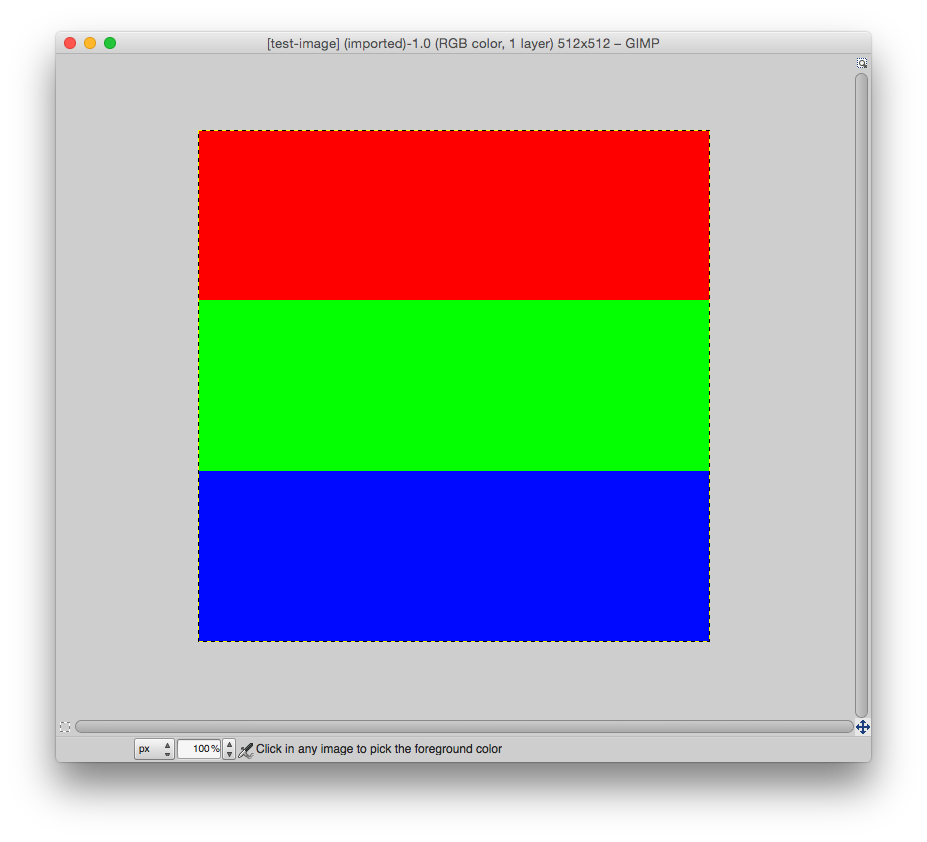 [test-image] (imported)-1.0 (RGB color, 1 layer) 512x512 – GIMP
px 100% Click in any image to pick the foreground color